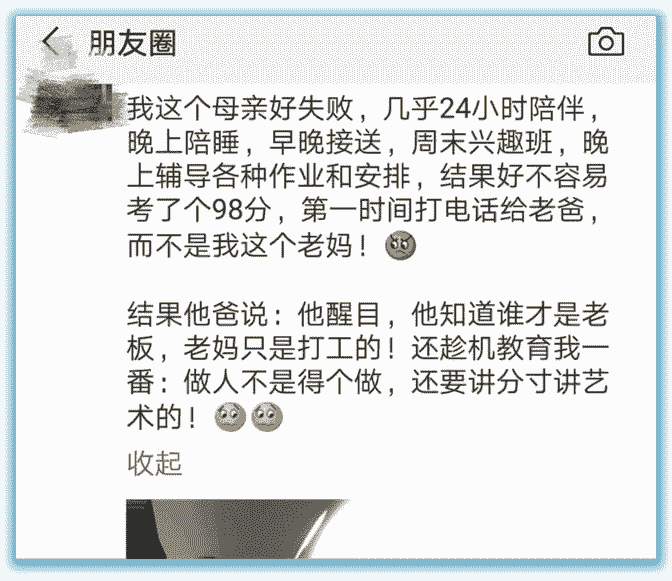 朋友圈
我这个母亲好失败，几乎24小时陪伴，
晚上陪睡，早晚接送，周末兴趣班，晚
上辅导各种作业和安排，结果好不容易
考了个98分，第一时间打电话给老爸，
而不是我这个老妈！
结果他爸说：他醒目，他知道谁才是老
板，老妈只是打工的！还趁机教育我一
番：做人不是得个做，还要讲分寸讲艺
术的！
收起